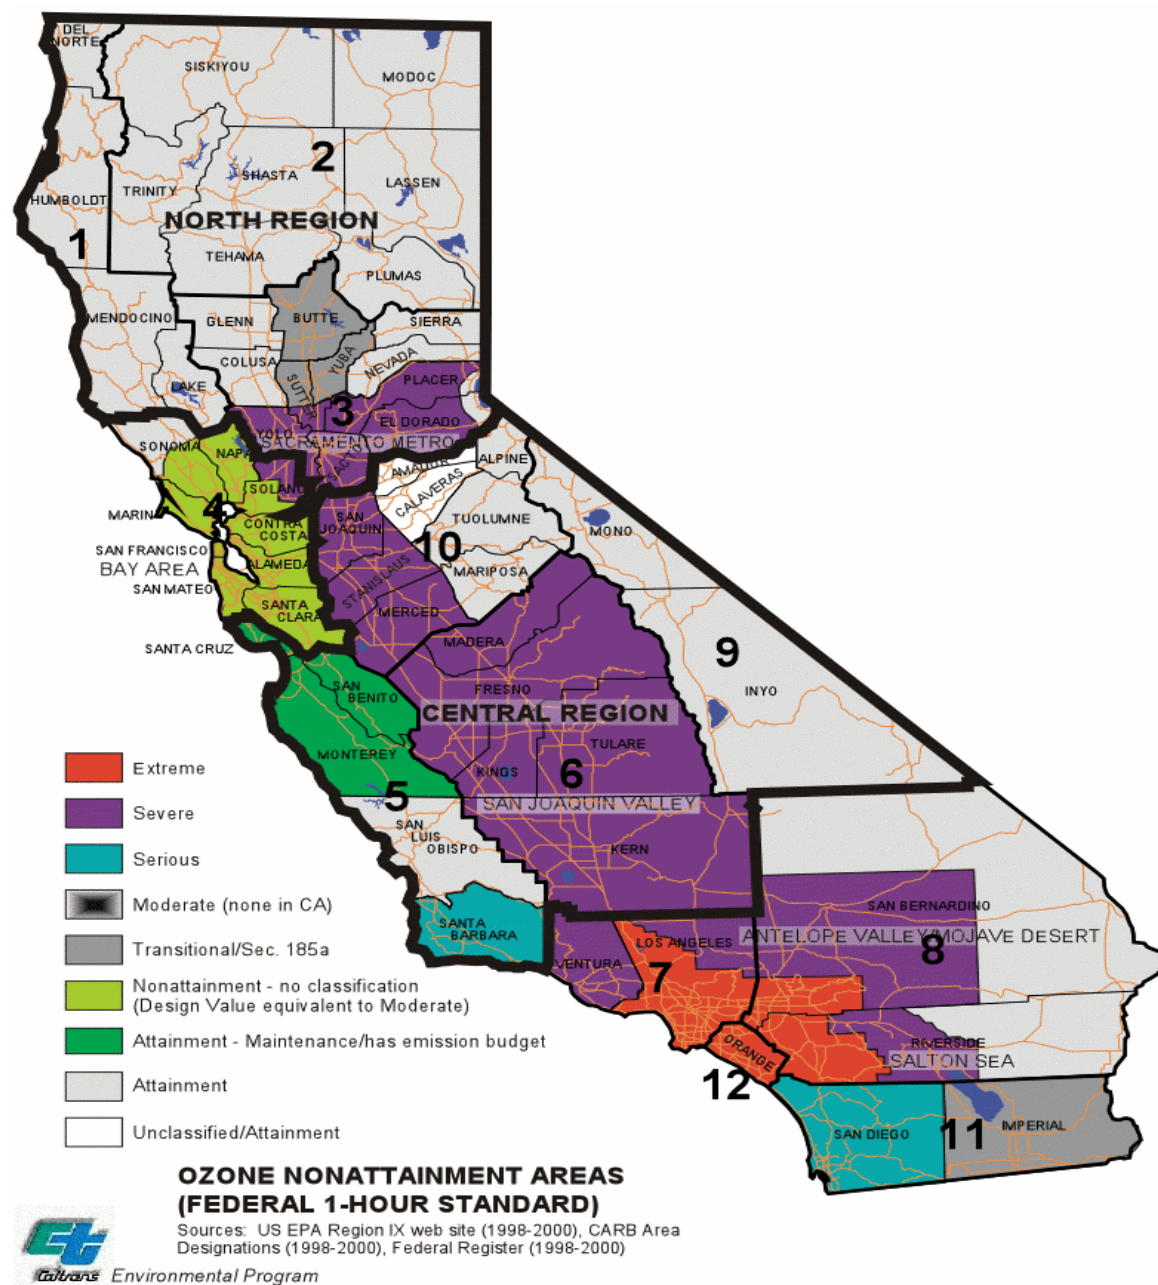 DEL
NORTE
SISKIYOU
MODOC
2
SHASTA
LASSEN
TRINITY
HUMBOLDT
NORTH REGION
1
TEHAMA
PLUMAS
MENDOCINO
GLENN
BUTTE
SIERRA
COLUSA
YUBA
NEVADA
LAKE
SUTTER
PLACER
3
EL DORADO
YOLO
SACRAMENTO METRO
SONOMA
NAPA
SACTO
AMADOR
ALPINE
SOLANO
CALAVERAS
4
MARIN
CONTRA
COSTA
SAN
JOAQUIN
TUOLUMNE
MONO
10
SAN FRANCISCO
BAY AREA
ALAMEDA
STANISLAUS
MARIPOSA
SAN MATEO
SANTA
CLARA
MERCED
SANTA CRUZ
MADERA
9
SAN
BENITO
FRESNO
INYO
CENTRAL REGION
MONTEREY
TULARE
KINGS
6
5
SAN JOAQUIN VALLEY
SAN
LUIS
OBISPO
KERN
SANTA
BARBARA
SAN BERNARDINO
LOS ANGELES
ANTELOPE VALLEY/MOJAVE DESERT
8
VENTURA
7
ORANGE
RIVERSIDE
SALTON SEA
12
SAN DIEGO
11
IMPERIAL
Extreme
Severe
Serious
Moderate (none in CA)
Transitional/Sec. 185a
Nonattainment - no classification
(Design Value equivalent to Moderate)
Attainment - Maintenance/has emission budget
Attainment
Unclassified/Attainment
OZONE NONATTAINMENT AREAS
(FEDERAL 1-HOUR STANDARD)
Sources: US EPA Region IX web site (1998-2000), CARB Area
Designations (1998-2000), Federal Register (1998-2000)
ct
Caltrans Environmental Program